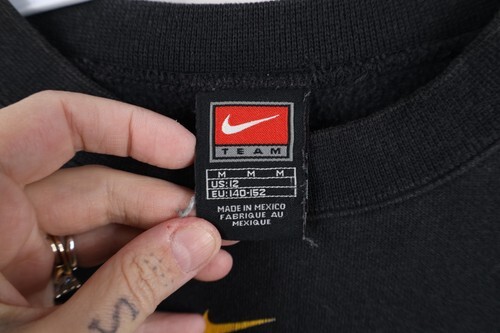 TEAM
M M M
US:12
EU:140-152
MADE IN MEXICO
FABRIQUE AU
MEXIQUE